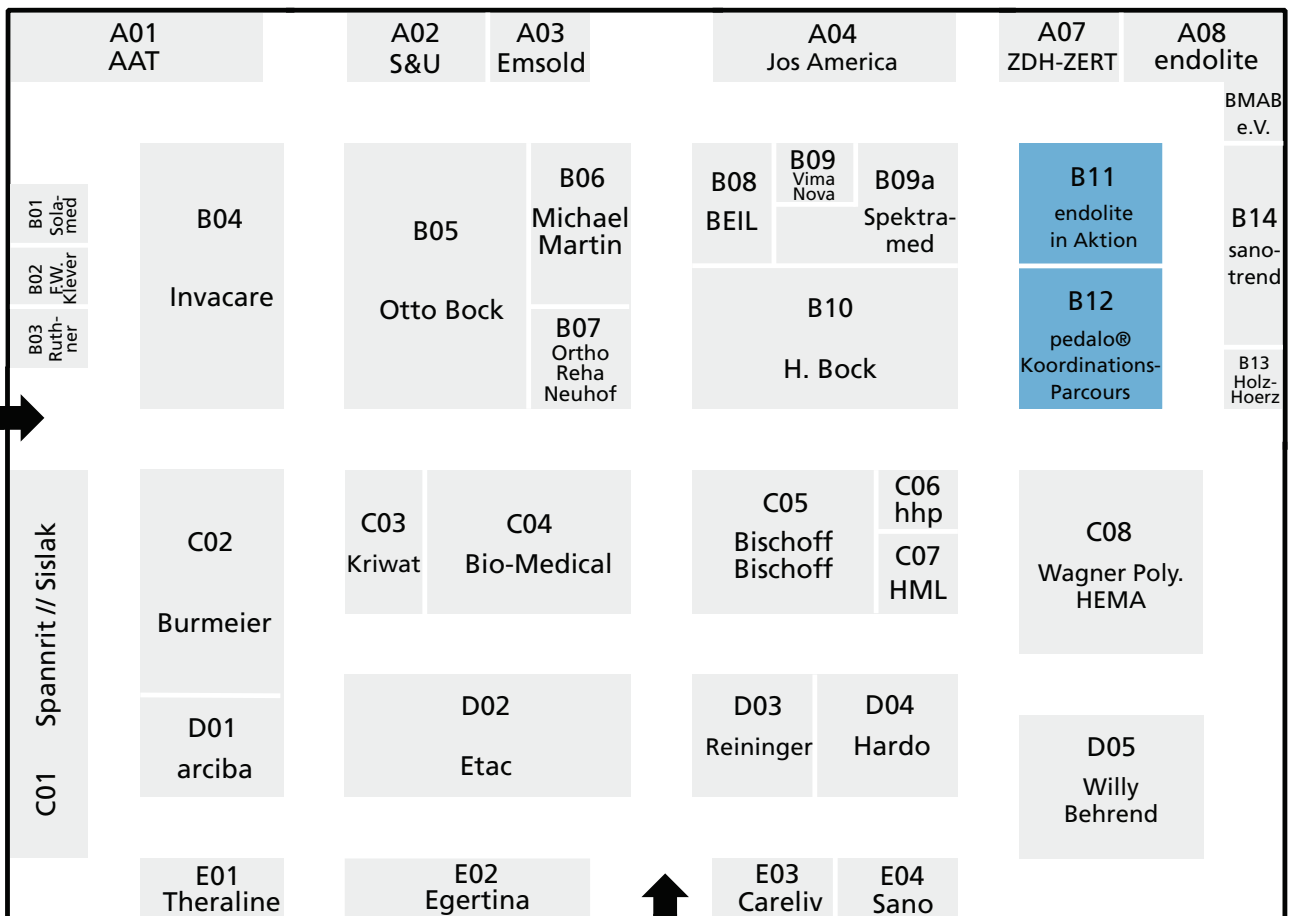 A01
AAT
A02
S&U
A03
Emsold
A04
Jos America
A07
ZDH-ZERT
A08
endolite
BMAB
e.V.
B01
Sola-
med
B02
F.W.
Klever
B03
Ruth-
ner
B04
Invacare
B05
Otto Bock
B06
Michael
Martin
B07
Ortho
Reha
Neuhof
B08
BEIL
B09
Vima
Nova
B09a
Spektra-
med
B10
H. Bock
B11
endolite
in Aktion
B12
pedalo®
Koordinations-
Parcours
B14
sano-
trend
B13
Holz-
Hoerz
C01 Spannrit // Sislak
C02
Burmeier
C03
Kriwat
C04
Bio-Medical
C05
Bischoff
Bischoff
C06
hhp
C07
HML
C08
Wagner Poly.
HEMA
D01
arciba
D02
Etac
D03
Reininger
D04
Hardo
D05
Willy
Behrend
E01
Theraline
E02
Egertina
E03
Careliv
E04
Sano